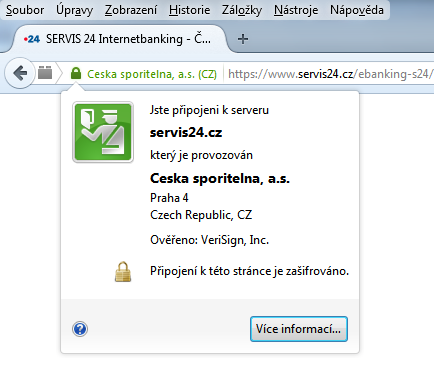 Soubor Úpravy Zobrazení Historie Záložky Nástroje Nápověda
24 SERVIS 24 Internetbanking - Č... +
Ceska sporitelna, a.s. (CZ) https://www.servis24.cz/ebanking-s24/
Jste připojeni k serveru
servis24.cz
který je provozován
Ceska sporitelna, a.s.
Praha 4
Czech Republic, CZ
Ověřeno: VeriSign, Inc.
Připojení k této stránce je zašifrováno.
? Více informací...